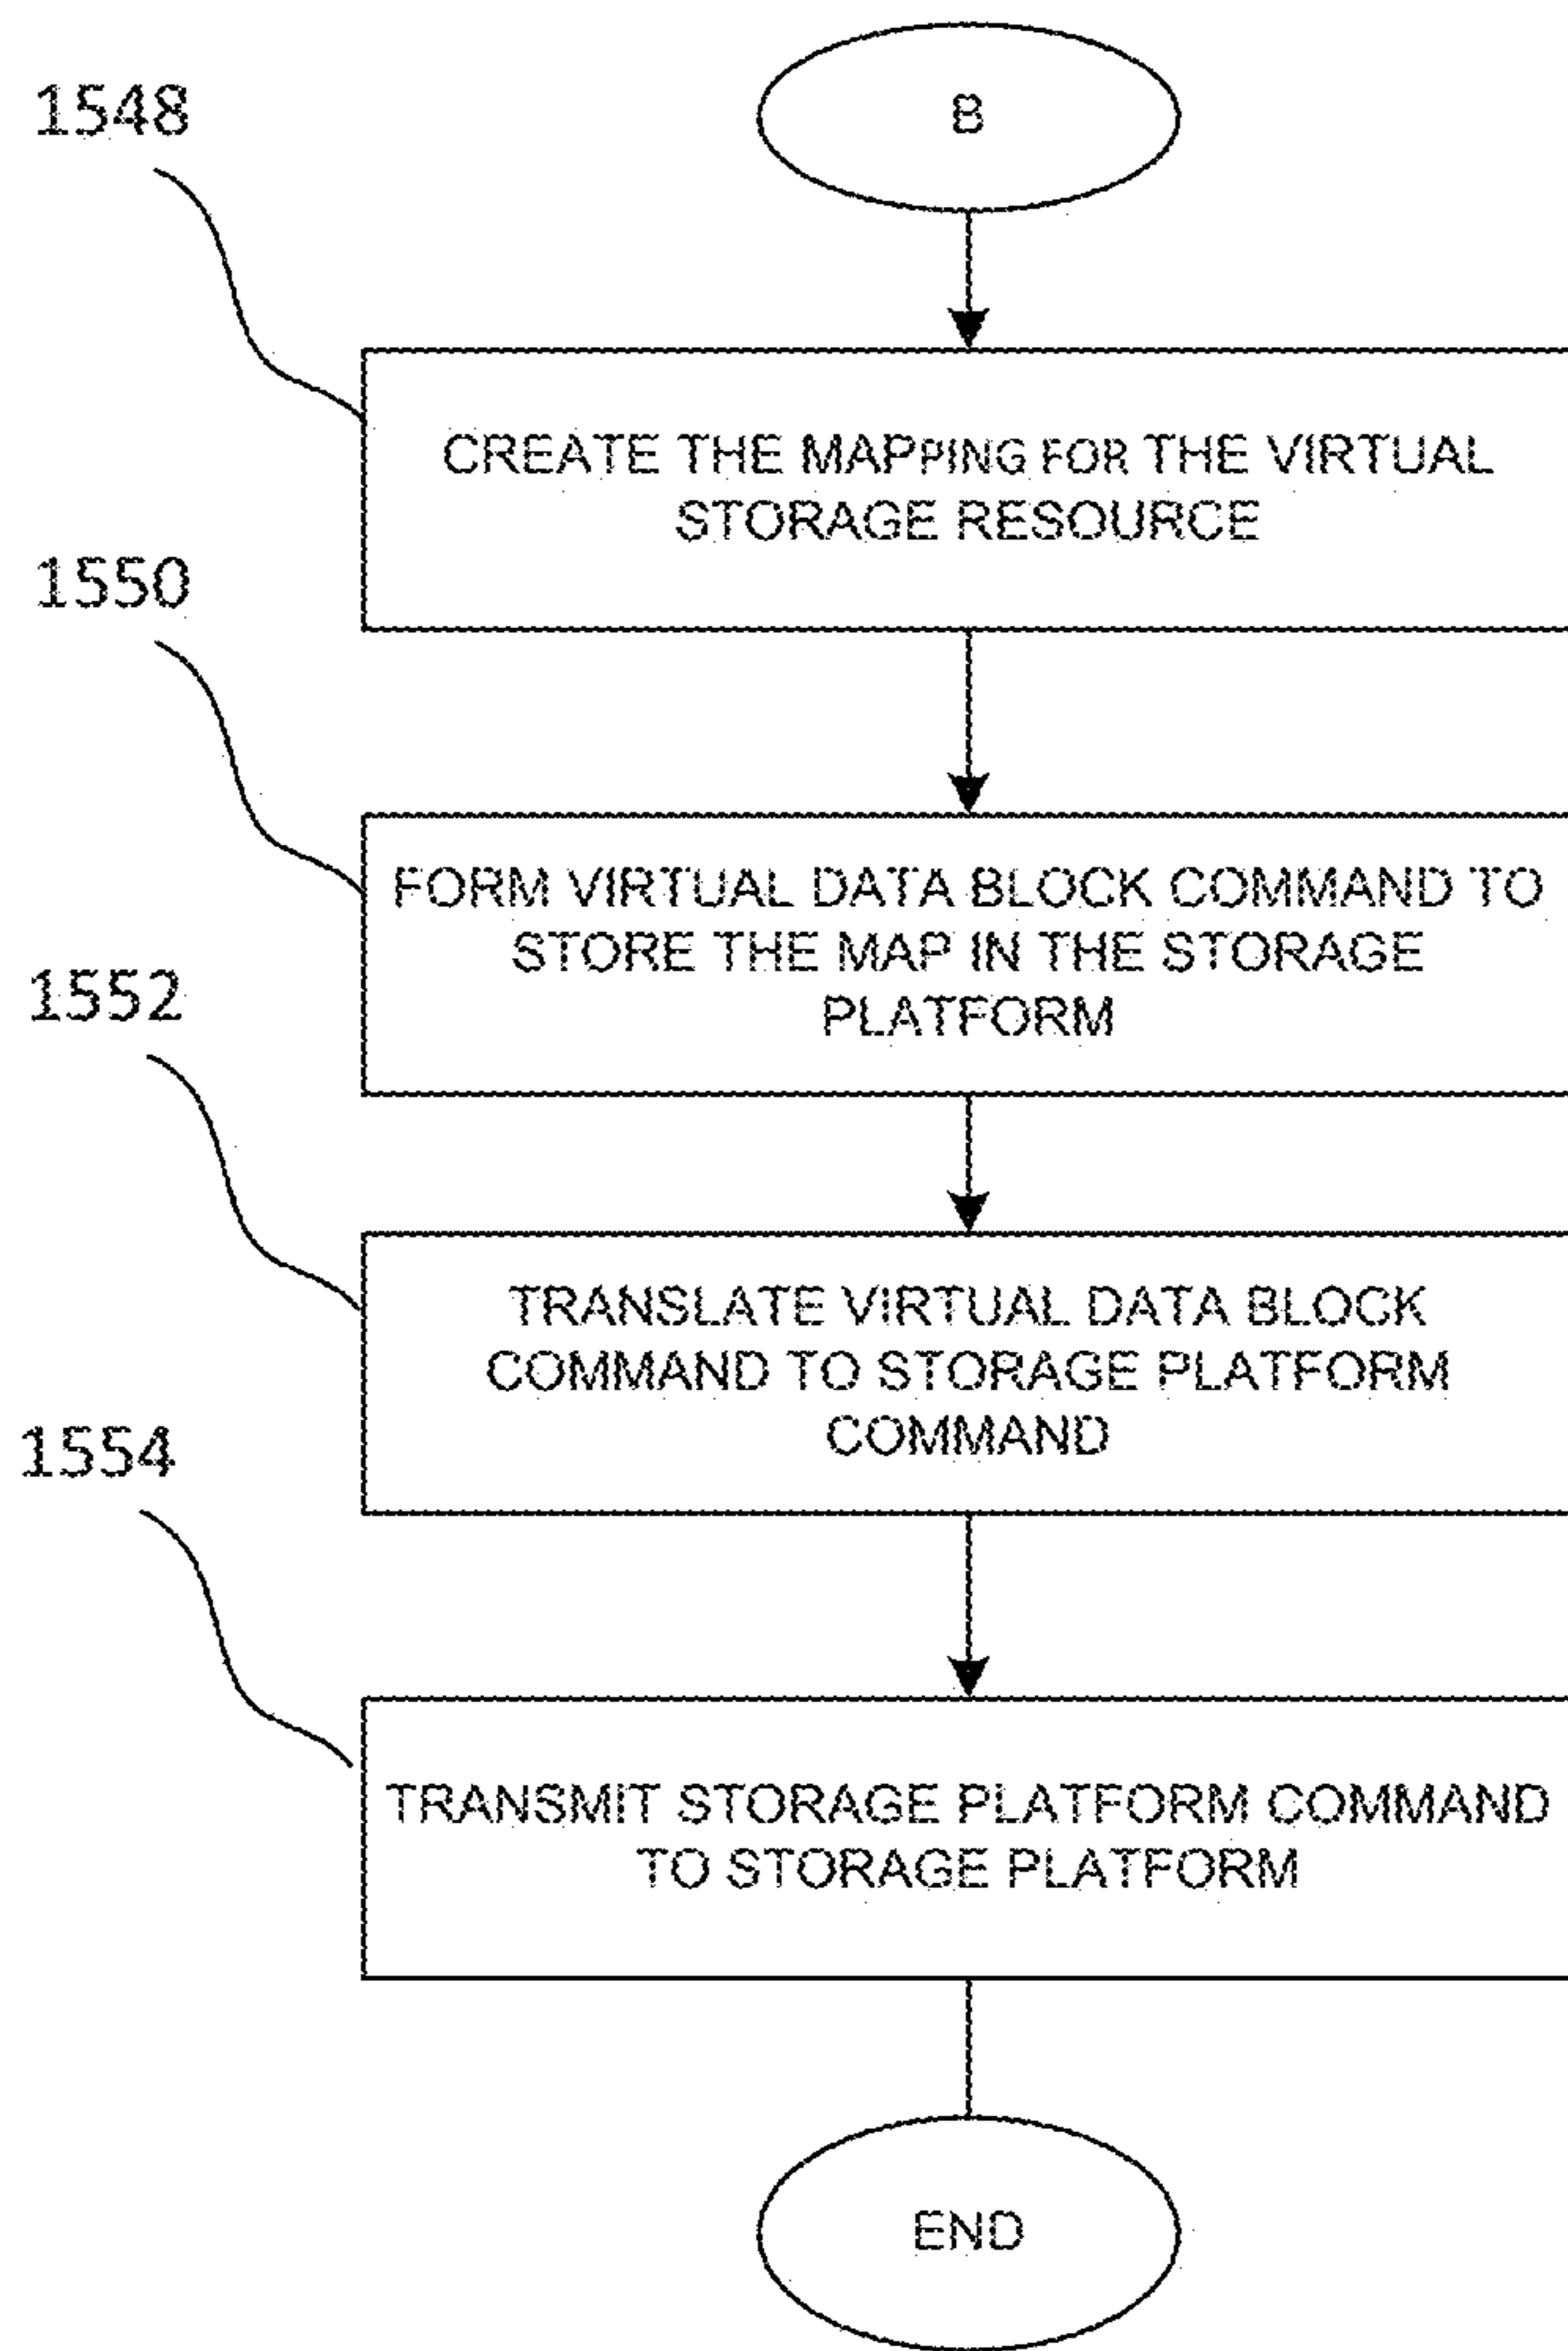 B
1548
CREATE THE MAPPING FOR THE VIRTUAL
STORAGE RESOURCE
1550
FORM VIRTUAL DATA BLOCK COMMAND TO
STORE THE MAP IN THE STORAGE
PLATFORM
1552
TRANSLATE VIRTUAL DATA BLOCK
COMMAND TO STORAGE PLATFORM
COMMAND
1554
TRANSMIT STORAGE PLATFORM COMMAND
TO STORAGE PLATFORM
END